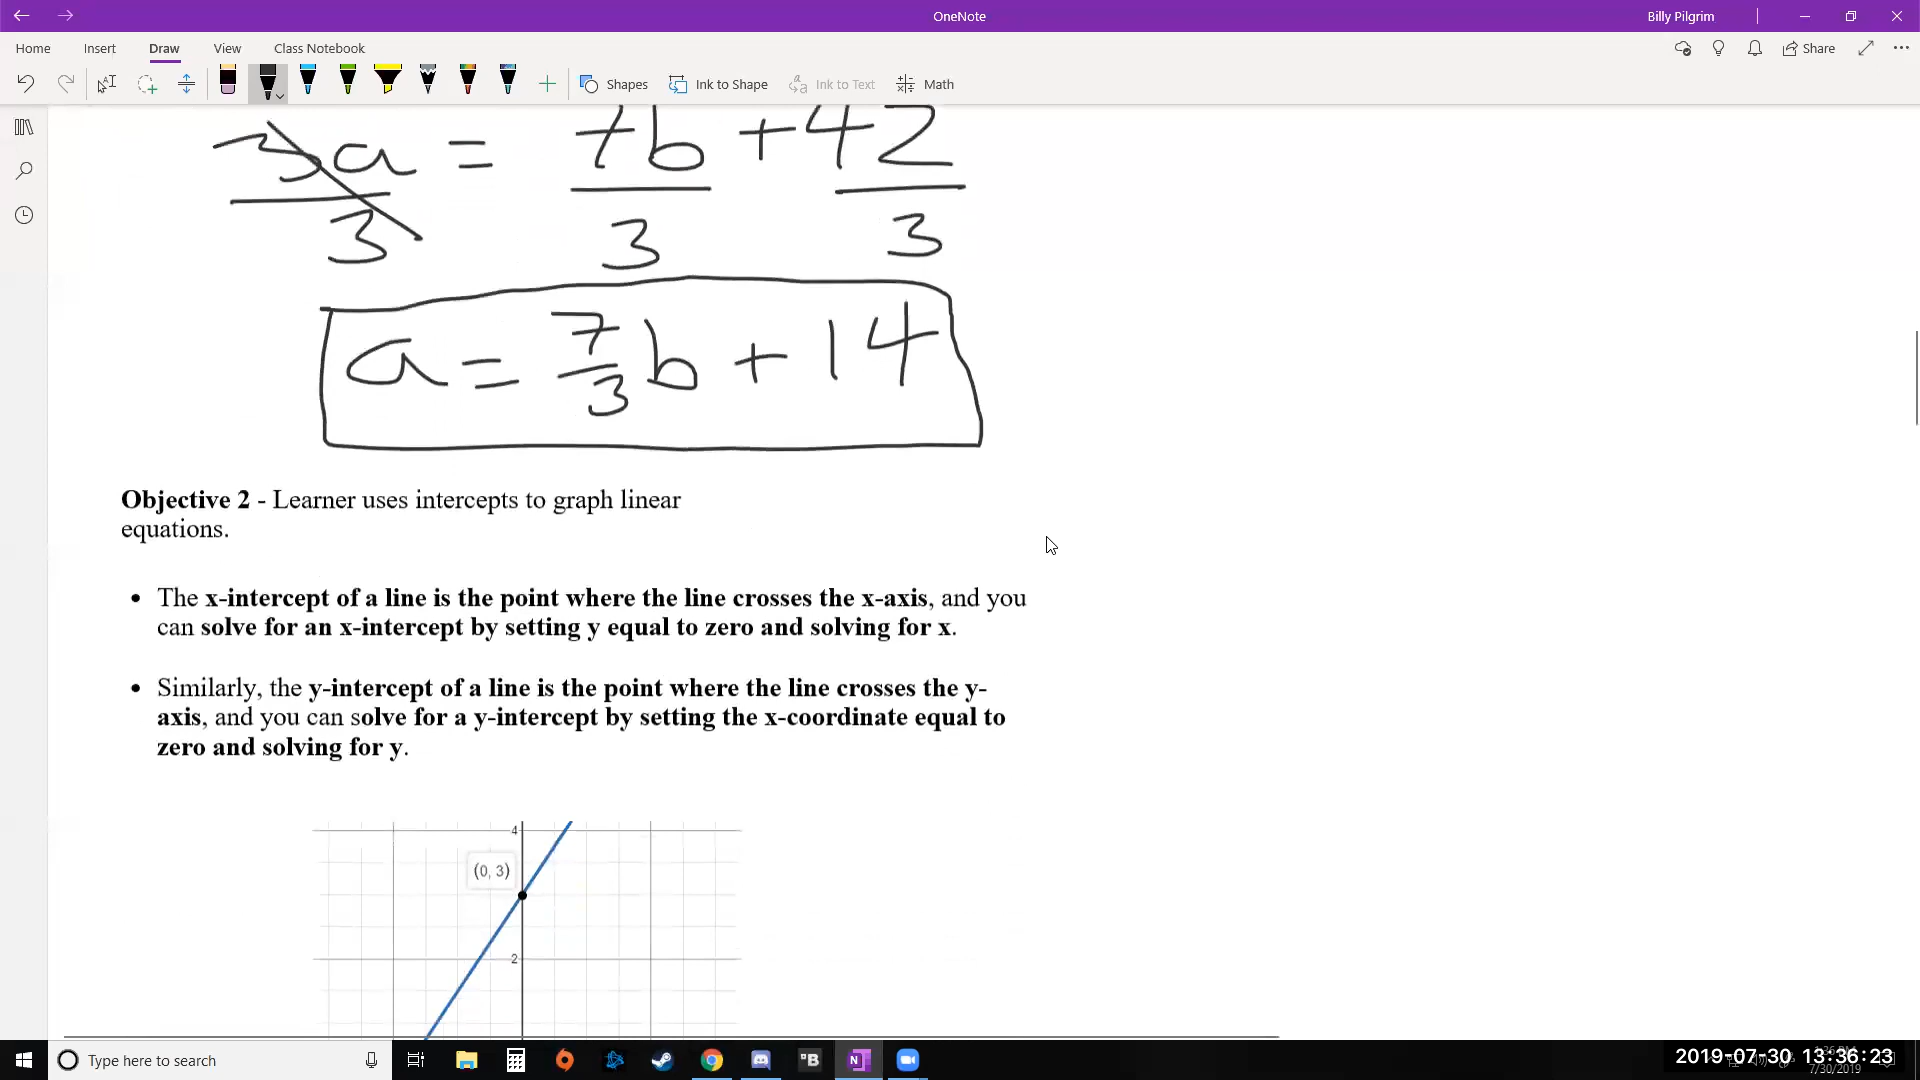 OneNote
Billy Pilgrim
Home Insert Draw View Class Notebook
Share
Shapes Ink to Shape Ink to Text Math
3a = 7b + 42
3 3 3
a = 7/3 b + 14
Objective 2 - Learner uses intercepts to graph linear
equations.
• The x-intercept of a line is the point where the line crosses the x-axis, and you
can solve for an x-intercept by setting y equal to zero and solving for x.
• Similarly, the y-intercept of a line is the point where the line crosses the y-
axis, and you can solve for a y-intercept by setting the x-coordinate equal to
zero and solving for y.
4
(0, 3)
2
Type here to search
2019-07-30 13:36:23
7/30/2019